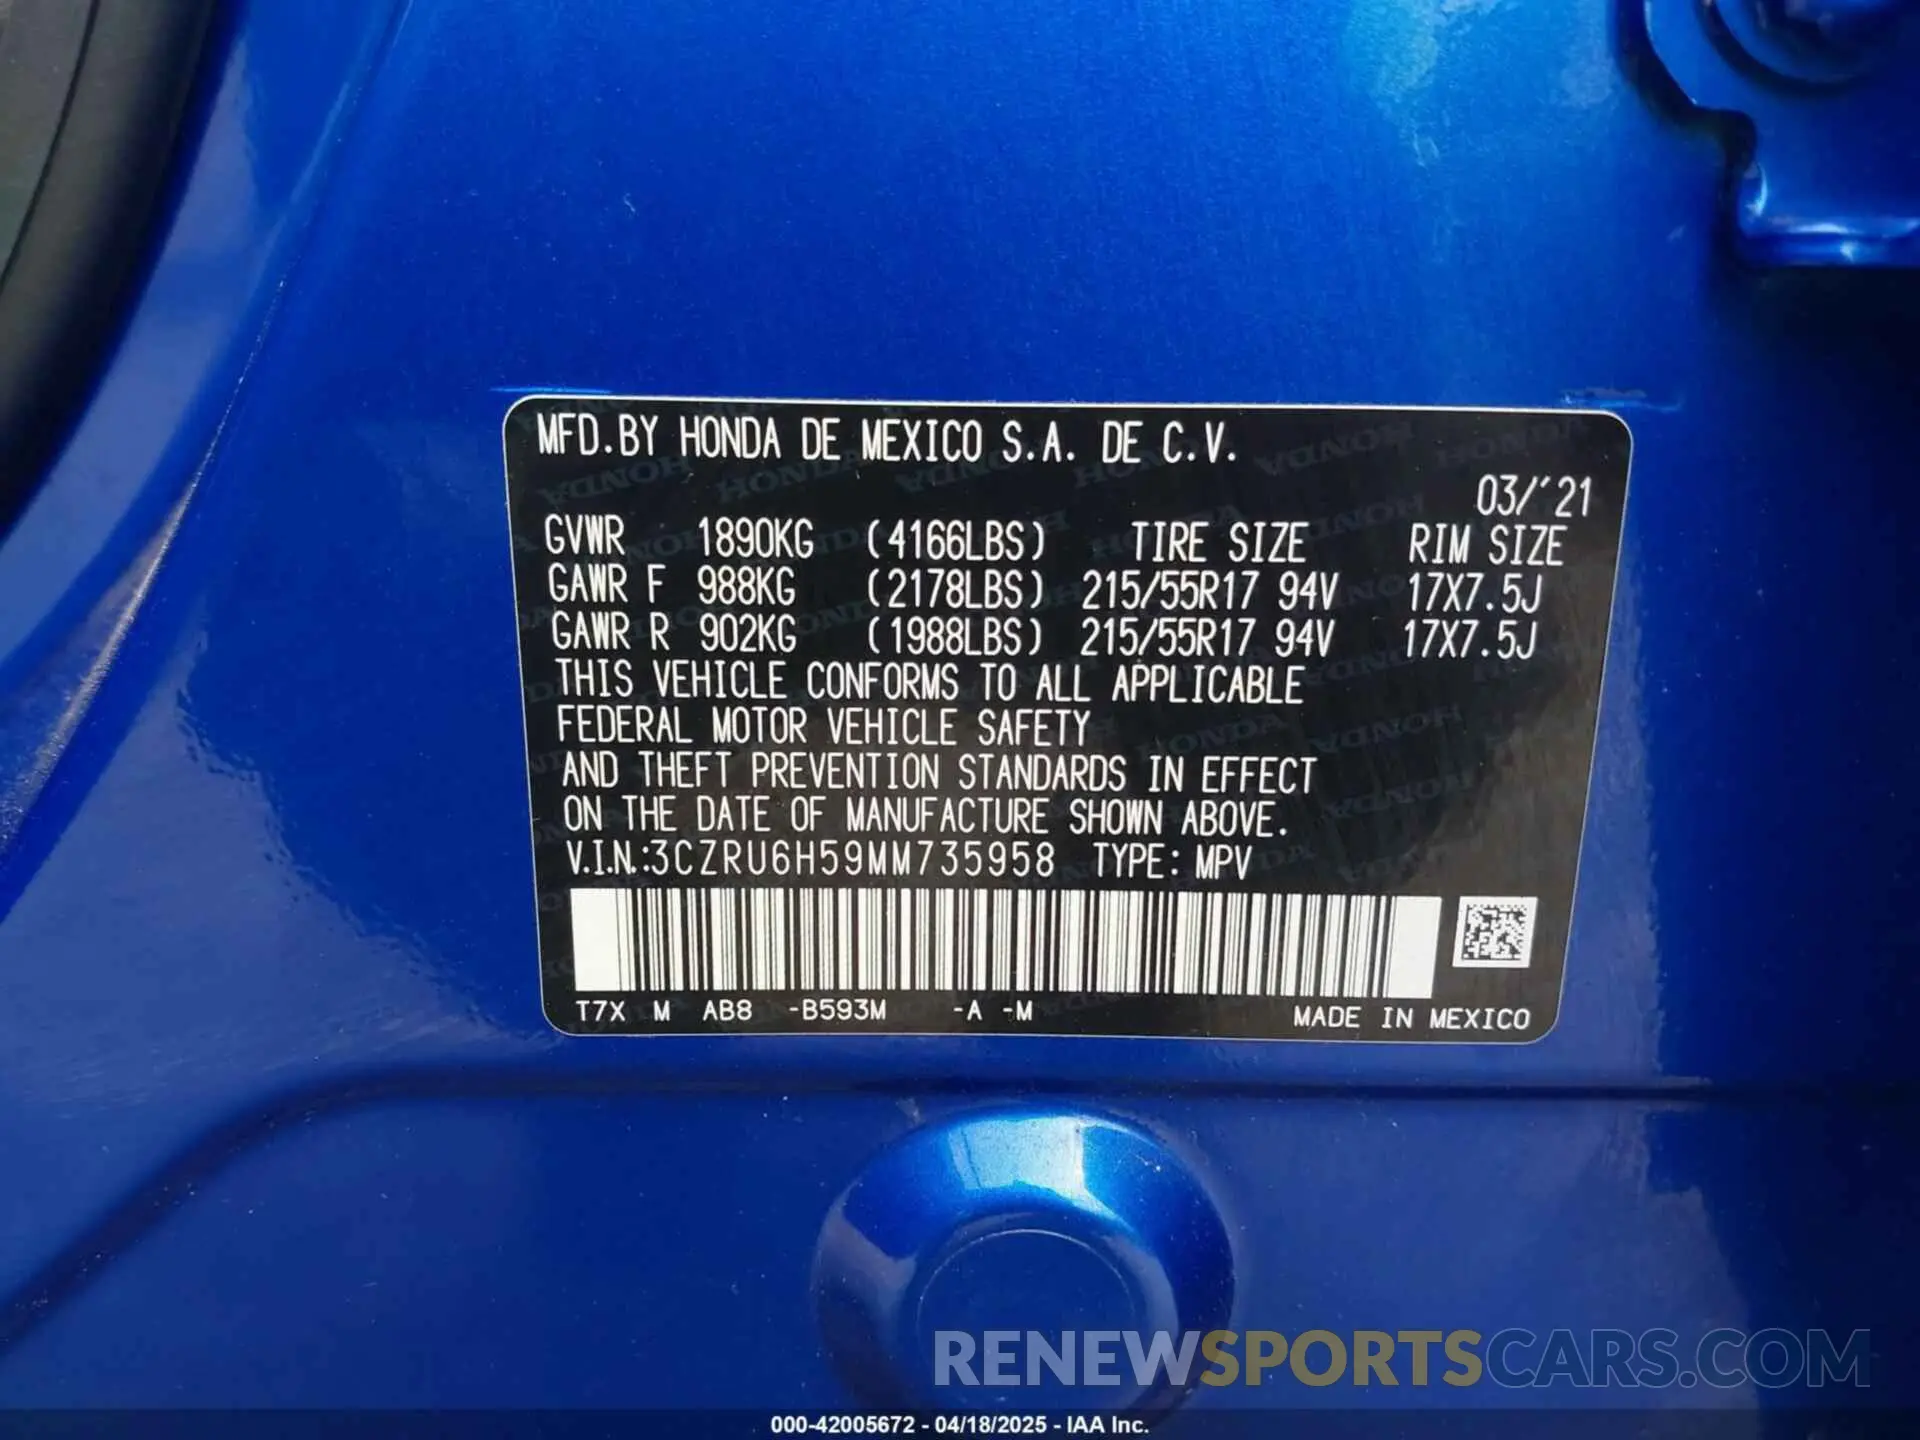 MFD.BY HONDA DE MEXICO S.A. DE C.V.
03/´21
GVWR 1890KG (4166LBS) TIRE SIZE RIM SIZE
GAWR F 988KG (2178LBS) 215/55R17 94V 17X7.5J
GAWR R 902KG (1988LBS) 215/55R17 94V 17X7.5J
THIS VEHICLE CONFORMS TO ALL APPLICABLE
FEDERAL MOTOR VEHICLE SAFETY
AND THEFT PREVENTION STANDARDS IN EFFECT
ON THE DATE OF MANUFACTURE SHOWN ABOVE.
V.I.N.:3CZRU6H59MM735958 TYPE: MPV
T7X M AB8 -B593M -A -M MADE IN MEXICO
RENEWSPORTSCARS.COM
000-42005672 - 04/18/2025 - IAA Inc.